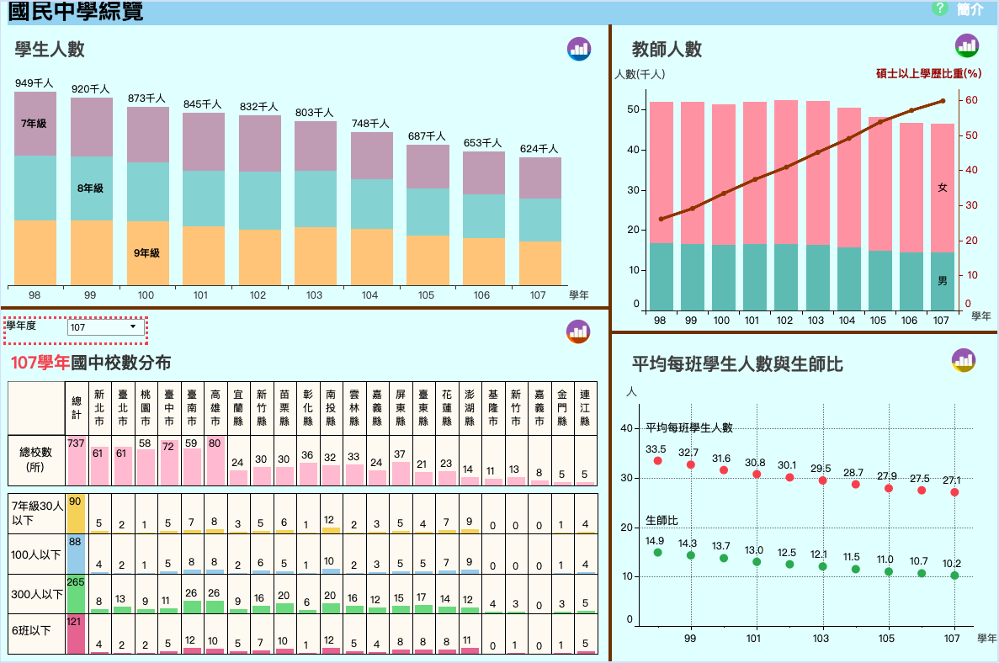 國民中學綜覽
? 簡介
學生人數
949千人 920千人 873千人 845千人 832千人 803千人 748千人 687千人 653千人 624千人
7年級
8年級
9年級
98 99 100 101 102 103 104 105 106 107 學年
教師人數
人數(千人) 碩士以上學歷比重(%)
50 60
40 50
30 40
20 30
10 20
0 10
0
女
男
98 99 100 101 102 103 104 105 106 107 學年
學年度 107
107學年國中校數分布
總計 新北市 臺北市 桃園市 臺中市 臺南市 高雄市 宜蘭縣 新竹縣 苗栗縣 彰化縣 南投縣 雲林縣 嘉義縣 屏東縣 臺東縣 花蓮縣 澎湖縣 基隆市 新竹市 嘉義市 金門縣 連江縣
總校數(所) 737 61 61 58 72 59 80 24 30 30 36 32 33 24 37 21 23 14 11 13 8 5 5
7年級30人以下 90 5 2 1 5 7 8 3 5 6 1 12 2 3 5 4 7 9 0 0 0 1 4
100人以下 88 4 2 1 5 8 8 2 6 5 1 10 2 3 5 5 7 9 0 0 0 1 4
300人以下 265 8 13 9 11 26 26 9 16 20 6 20 16 12 15 17 14 12 4 3 0 3 5
6班以下 121 4 2 2 5 12 10 5 7 10 1 12 5 4 8 8 8 11 0 1 0 1 5
平均每班學生人數與生師比
人
40
30
20
10
0
平均每班學生人數
33.5 32.7 31.6 30.8 30.1 29.5 28.7 27.9 27.5 27.1
生師比
14.9 14.3 13.7 13.0 12.5 12.1 11.5 11.0 10.7 10.2
99 101 103 105 107 學年